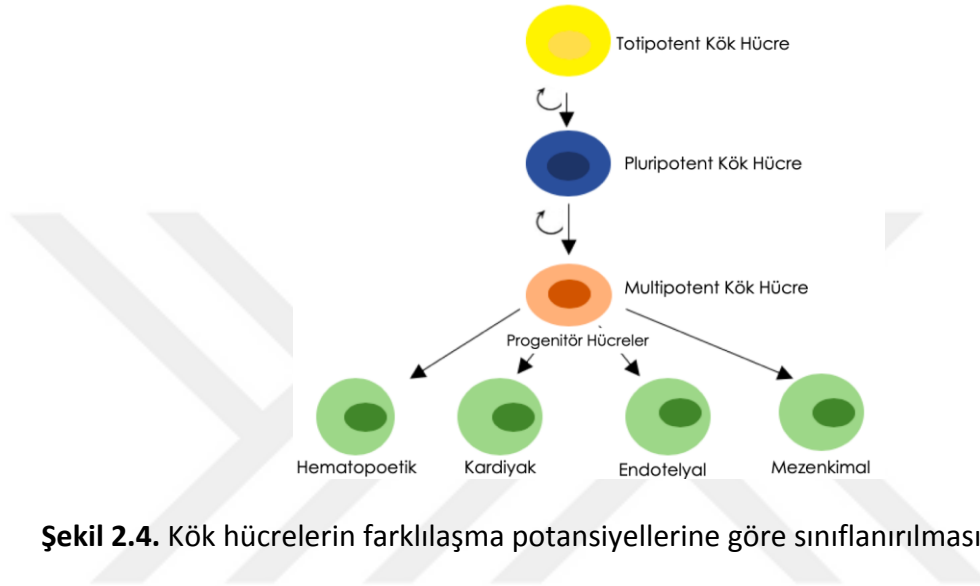 Totipotent Kök Hücre
Pluripotent Kök Hücre
Multipotent Kök Hücre
Progenitör Hücreler
Hematopoetik
Kardiyak
Endotelyal
Mezenkimal
Şekil 2.4. Kök hücrelerin farklılaşma potansiyellerine göre sınıflanırılması